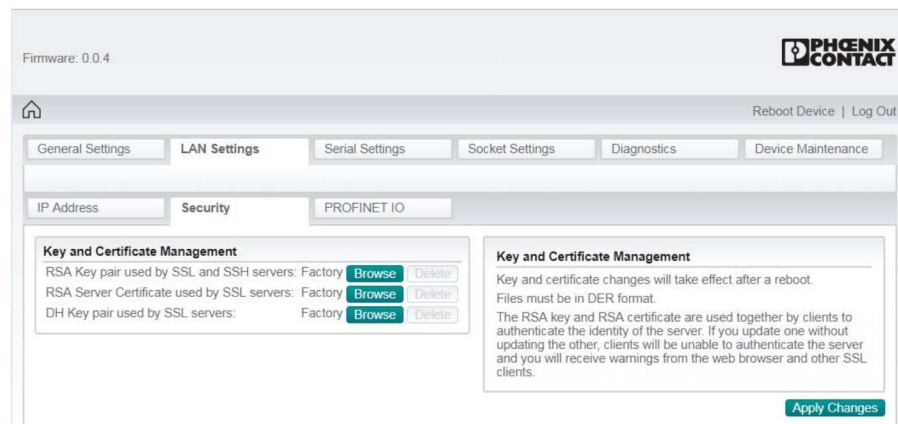 Firmware: 0.0.4
PHŒNIX
CONTACT
Reboot Device | Log Out
General Settings LAN Settings Serial Settings Socket Settings Diagnostics Device Maintenance
IP Address Security PROFINET IO
Key and Certificate Management
RSA Key pair used by SSL and SSH servers: Factory Browse Delete
RSA Server Certificate used by SSL servers: Factory Browse Delete
DH Key pair used by SSL servers: Factory Browse Delete
Key and Certificate Management
Key and certificate changes will take effect after a reboot.
Files must be in DER format.
The RSA key and RSA certificate are used together by clients to
authenticate the identity of the server. If you update one without
updating the other, clients will be unable to authenticate the server
and you will receive warnings from the web browser and other SSL
clients.
Apply Changes